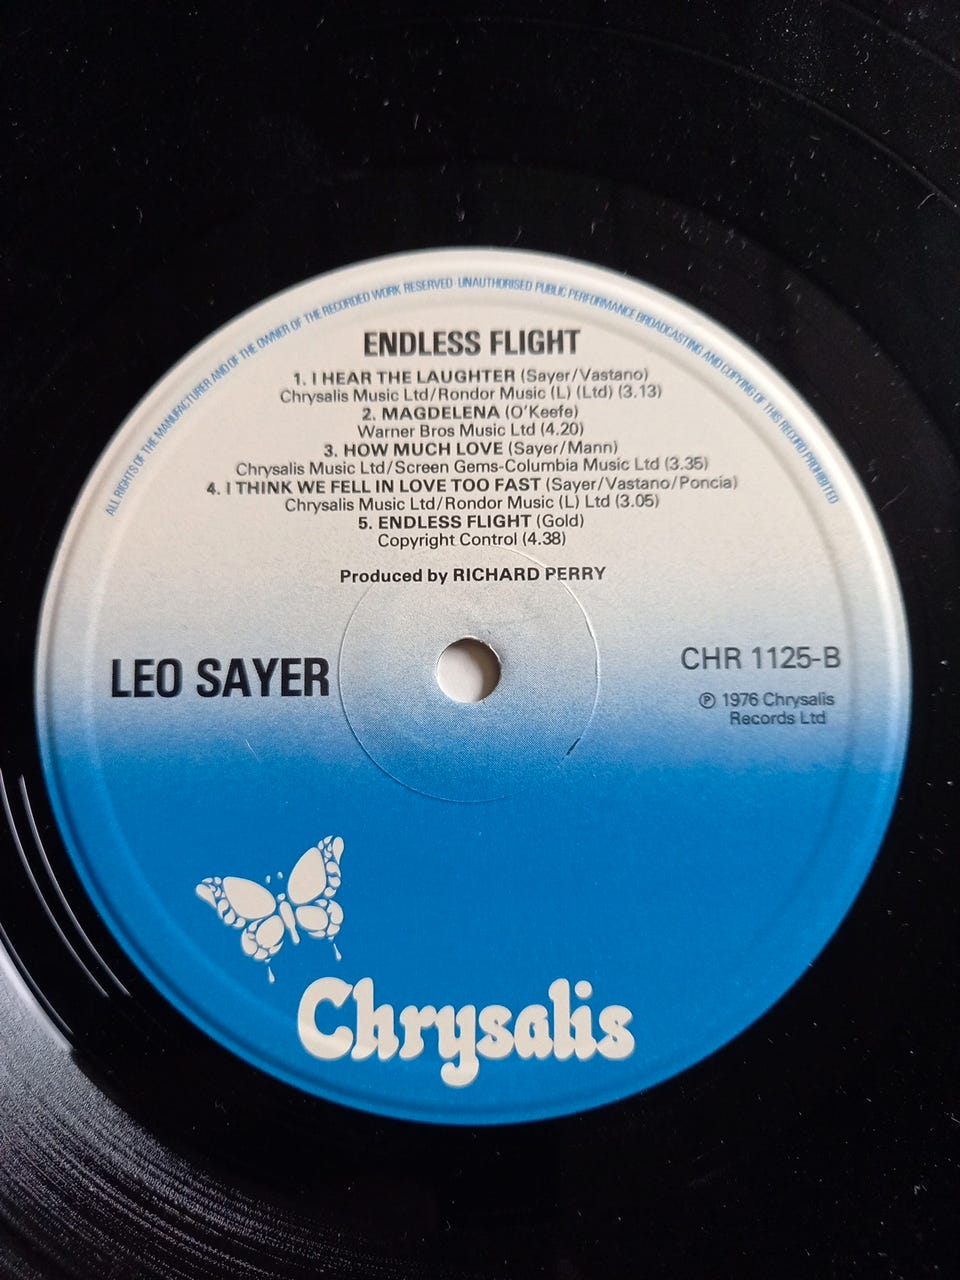 ALL RIGHTS OF THE MANUFACTURER AND OF THE OWNER OF THE RECORDED WORK RESERVED · UNAUTHORISED PUBLIC PERFORMANCE BROADCASTING AND COPYING OF THIS RECORD PROHIBITED
ENDLESS FLIGHT
1. I HEAR THE LAUGHTER (Sayer/Vastano)
Chrysalis Music Ltd/Rondor Music (L) (Ltd) (3.13)
2. MAGDELENA (O'Keefe)
Warner Bros Music Ltd (4.20)
3. HOW MUCH LOVE (Sayer/Mann)
Chrysalis Music Ltd/Screen Gems-Columbia Music Ltd (3.35)
4. I THINK WE FELL IN LOVE TOO FAST (Sayer/Vastano/Poncia)
Chrysalis Music Ltd/Rondor Music (L) Ltd (3.05)
5. ENDLESS FLIGHT (Gold)
Copyright Control (4.38)
Produced by RICHARD PERRY
LEO SAYER
CHR 1125-B
℗ 1976 Chrysalis
Records Ltd
Chrysalis